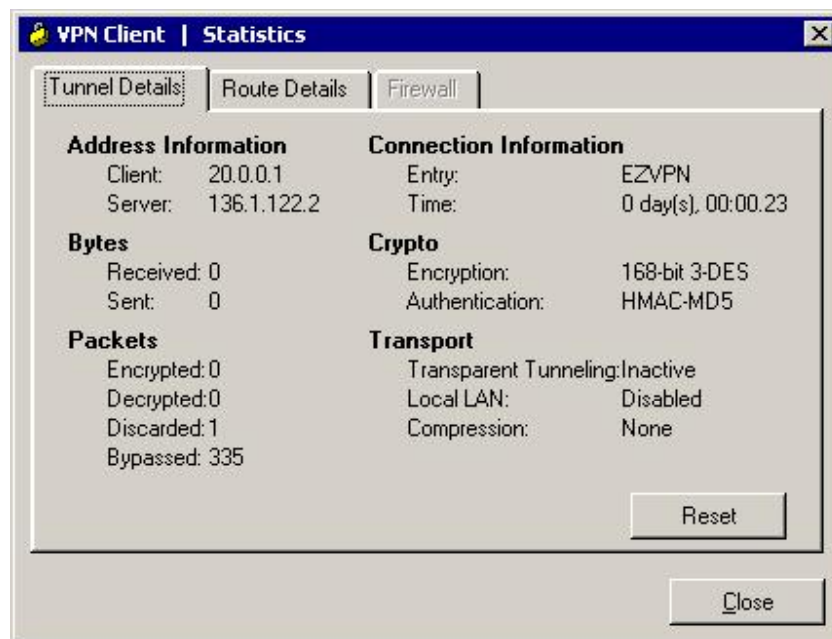 VPN Client | Statistics
Tunnel Details
Route Details
Firewall
Address Information
Client: 20.0.0.1
Server: 136.1.122.2
Connection Information
Entry: EZVPN
Time: 0 day(s), 00:00.23
Bytes
Received: 0
Sent: 0
Crypto
Encryption: 168-bit 3-DES
Authentication: HMAC-MD5
Packets
Encrypted: 0
Decrypted: 0
Discarded: 1
Bypassed: 335
Transport
Transparent Tunneling: Inactive
Local LAN: Disabled
Compression: None
Reset
Close